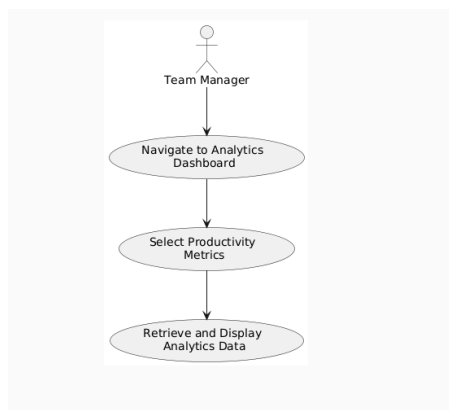 Team Manager
Navigate to Analytics
Dashboard
Select Productivity
Metrics
Retrieve and Display
Analytics Data